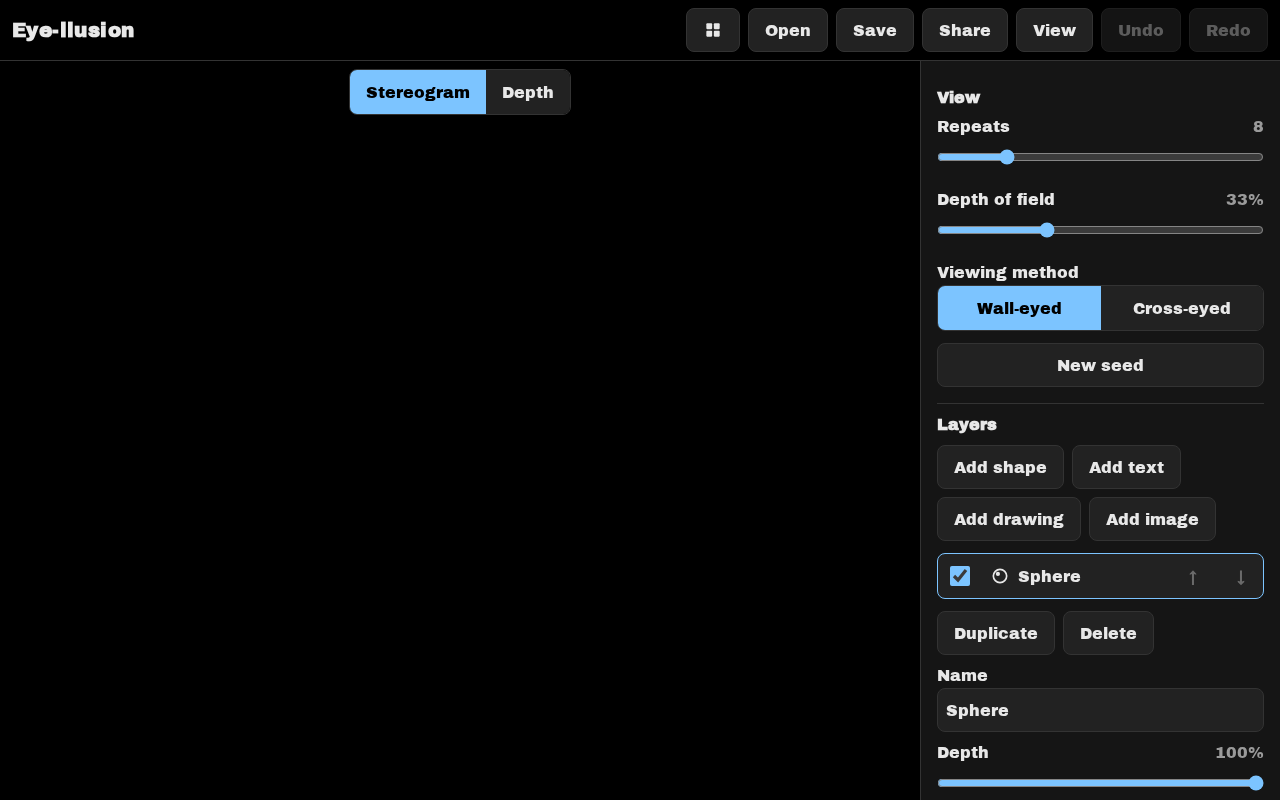 Eye-llusion
Open
Save
Share
View
Undo
Redo
Stereogram
Depth
View
Repeats 8
Depth of field 33%
Viewing method
Wall-eyed
Cross-eyed
New seed
Layers
Add shape
Add text
Add drawing
Add image
Sphere ↑ ↓
Duplicate
Delete
Name
Sphere
Depth 100%